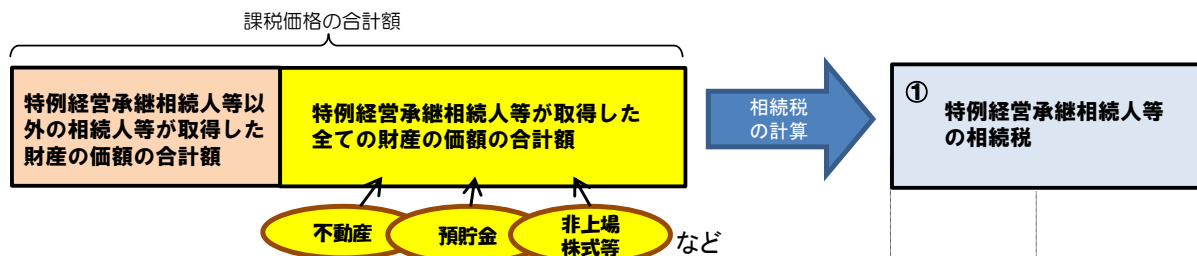 課税価格の合計額
特例経営承継相続人等以
外の相続人等が取得した
財産の価額の合計額
特例経営承継相続人等が取得した
全ての財産の価額の合計額
相続税
の計算
①
特例経営承継相続人等
の相続税
不動産
預貯金
非上場
株式等
など